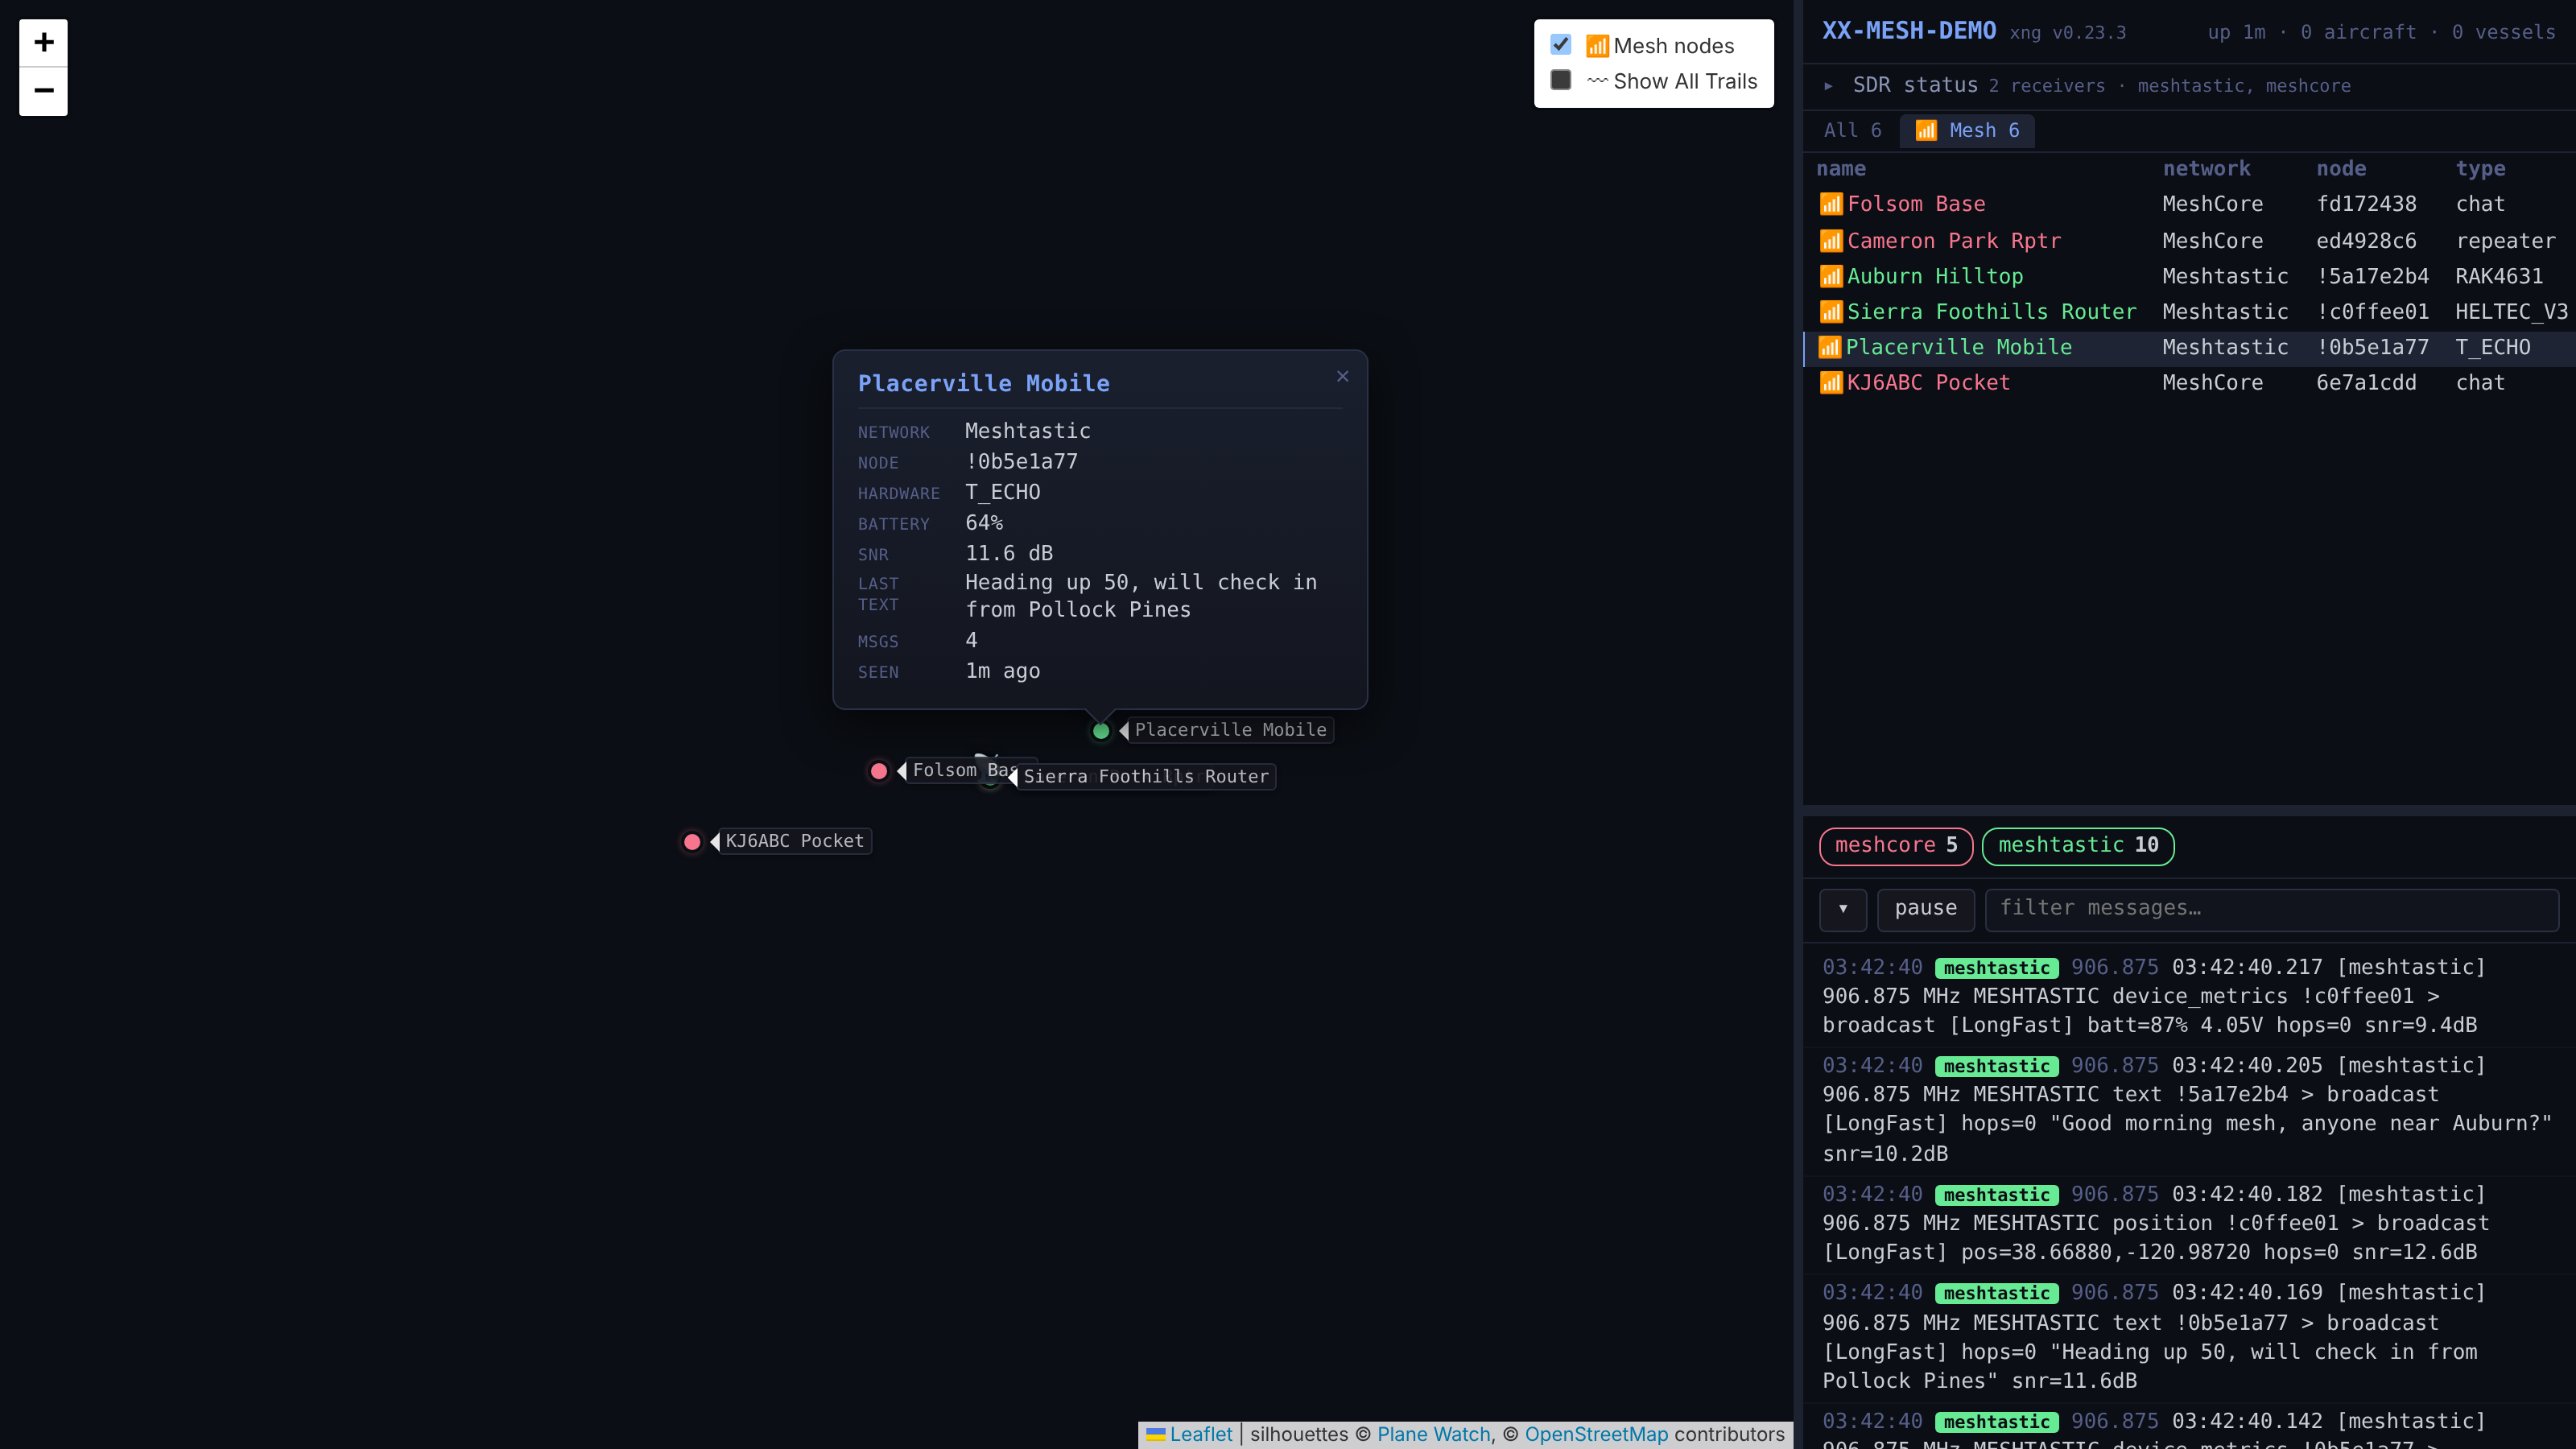 +
−
Mesh nodes
Show All Trails
Placerville Mobile
×
NETWORK Meshtastic
NODE !0b5e1a77
HARDWARE T_ECHO
BATTERY 64%
SNR 11.6 dB
LAST TEXT Heading up 50, will check in
from Pollock Pines
MSGS 4
SEEN 1m ago
Placerville Mobile
Folsom Bas
Sierra Foothills Router
KJ6ABC Pocket
Leaflet | silhouettes © Plane Watch, © OpenStreetMap contributors
XX-MESH-DEMO xng v0.23.3 up 1m · 0 aircraft · 0 vessels
▸ SDR status 2 receivers · meshtastic, meshcore
All 6 Mesh 6
name network node type
Folsom Base MeshCore fd172438 chat
Cameron Park Rptr MeshCore ed4928c6 repeater
Auburn Hilltop Meshtastic !5a17e2b4 RAK4631
Sierra Foothills Router Meshtastic !c0ffee01 HELTEC_V3
Placerville Mobile Meshtastic !0b5e1a77 T_ECHO
KJ6ABC Pocket MeshCore 6e7a1cdd chat
meshcore 5 meshtastic 10
▾ pause filter messages…
03:42:40 meshtastic 906.875 03:42:40.217 [meshtastic]
906.875 MHz MESHTASTIC device_metrics !c0ffee01 >
broadcast [LongFast] batt=87% 4.05V hops=0 snr=9.4dB
03:42:40 meshtastic 906.875 03:42:40.205 [meshtastic]
906.875 MHz MESHTASTIC text !5a17e2b4 > broadcast
[LongFast] hops=0 "Good morning mesh, anyone near Auburn?"
snr=10.2dB
03:42:40 meshtastic 906.875 03:42:40.182 [meshtastic]
906.875 MHz MESHTASTIC position !c0ffee01 > broadcast
[LongFast] pos=38.66880,-120.98720 hops=0 snr=12.6dB
03:42:40 meshtastic 906.875 03:42:40.169 [meshtastic]
906.875 MHz MESHTASTIC text !0b5e1a77 > broadcast
[LongFast] hops=0 "Heading up 50, will check in from
Pollock Pines" snr=11.6dB
03:42:40 meshtastic 906.875 03:42:40.142 [meshtastic]
906.875 MHz MESHTASTIC device_metrics !0b5e1a77 >